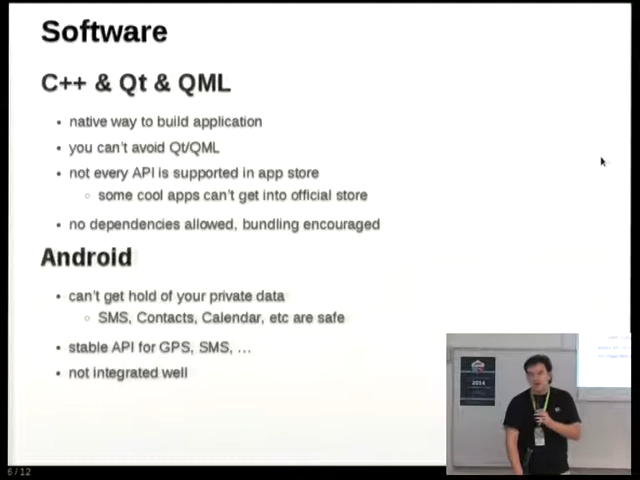 Software
C++ & Qt & QML
• native way to build application
• you can't avoid Qt/QML
• not every API is supported in app store
◦ some cool apps can't get into official store
• no dependencies allowed, bundling encouraged
Android
• can't get hold of your private data
◦ SMS, Contacts, Calendar, etc are safe
• stable API for GPS, SMS, …
• not integrated well
2014
6 / 12